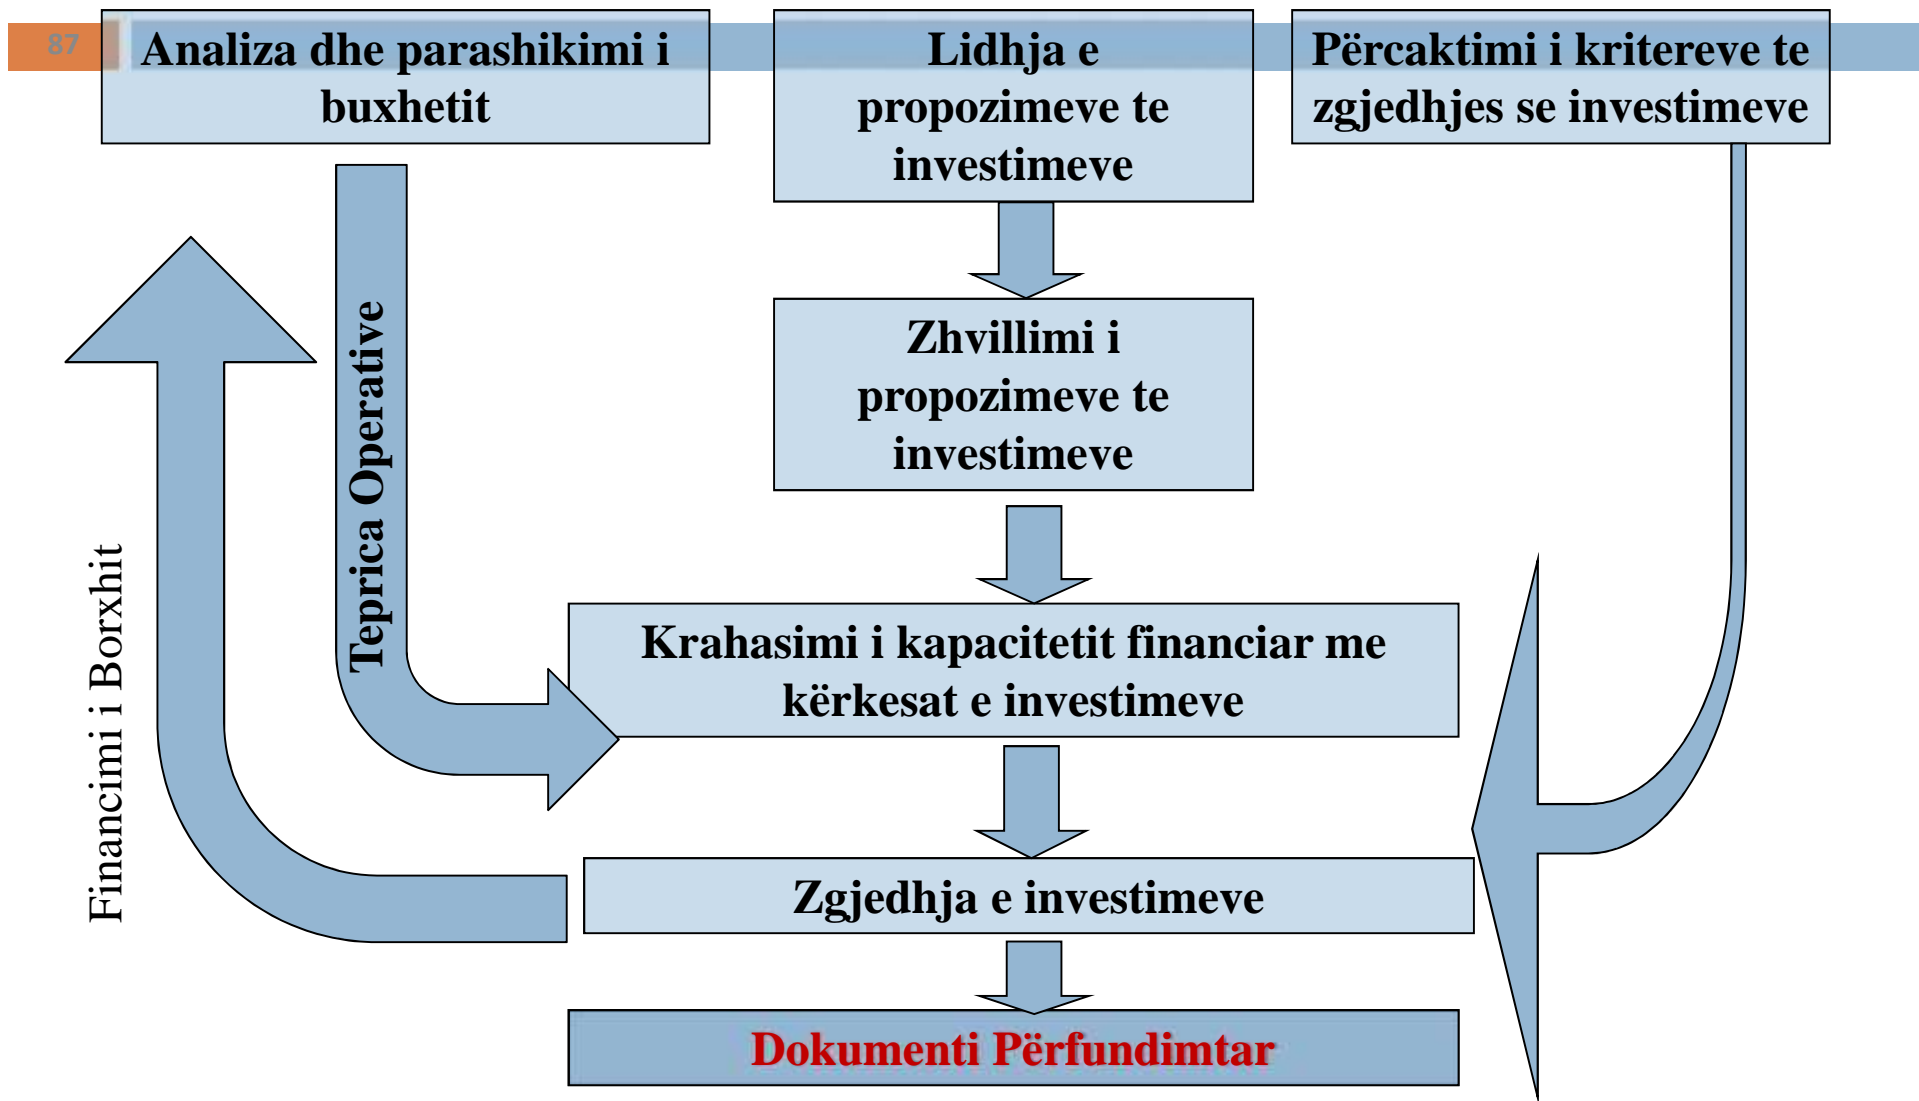 87
Analiza dhe parashikimi i
buxhetit
Lidhja e
propozimeve te
investimeve
Përcaktimi i kritereve te
zgjedhjes se investimeve
Zhvillimi i
propozimeve te
investimeve
Teprica Operative
Financimi i Borxhit
Krahasimi i kapacitetit financiar me
kërkesat e investimeve
Zgjedhja e investimeve
Dokumenti Përfundimtar